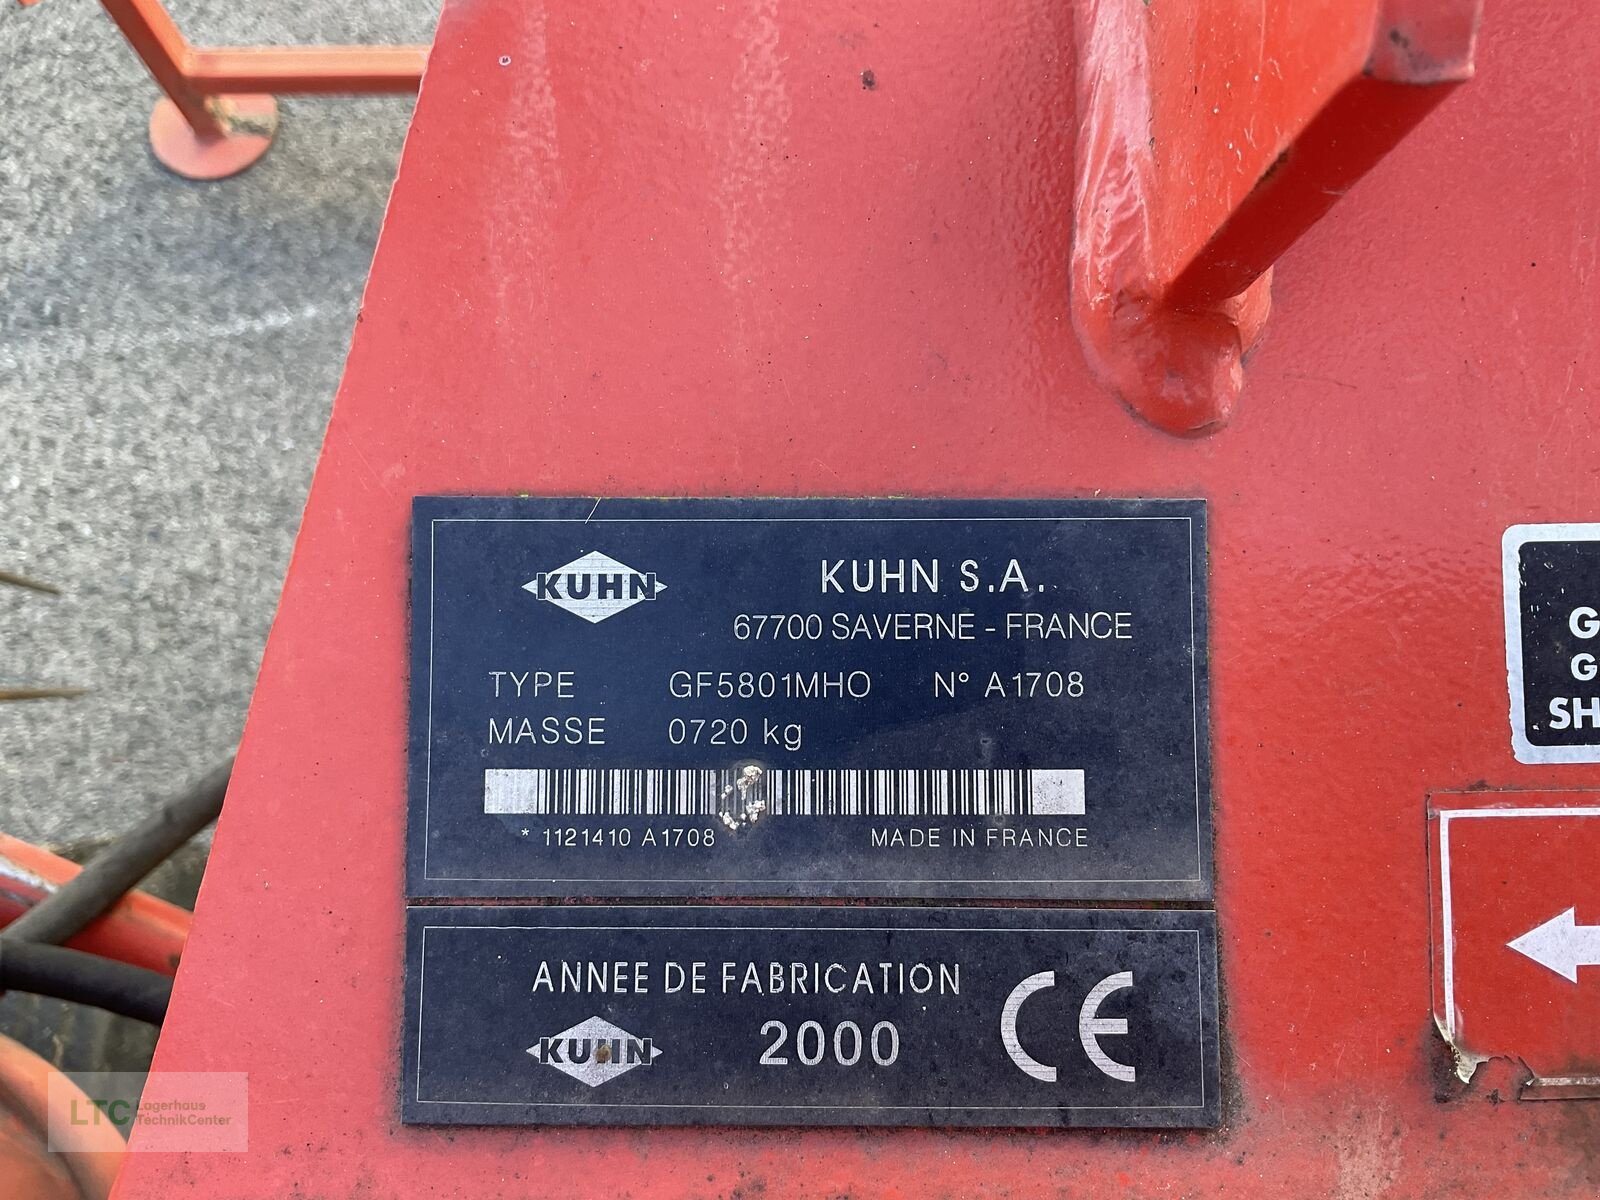 KUHN
KUHN S.A.
67700 SAVERNE - FRANCE
TYPE GF5801MHO N° A1708
MASSE 0720 kg
* 1121410 A1708 MADE IN FRANCE
ANNEE DE FABRICATION
KUHN 2000 CE
G
G
SH
LTC Lagerhaus
TechnikCenter